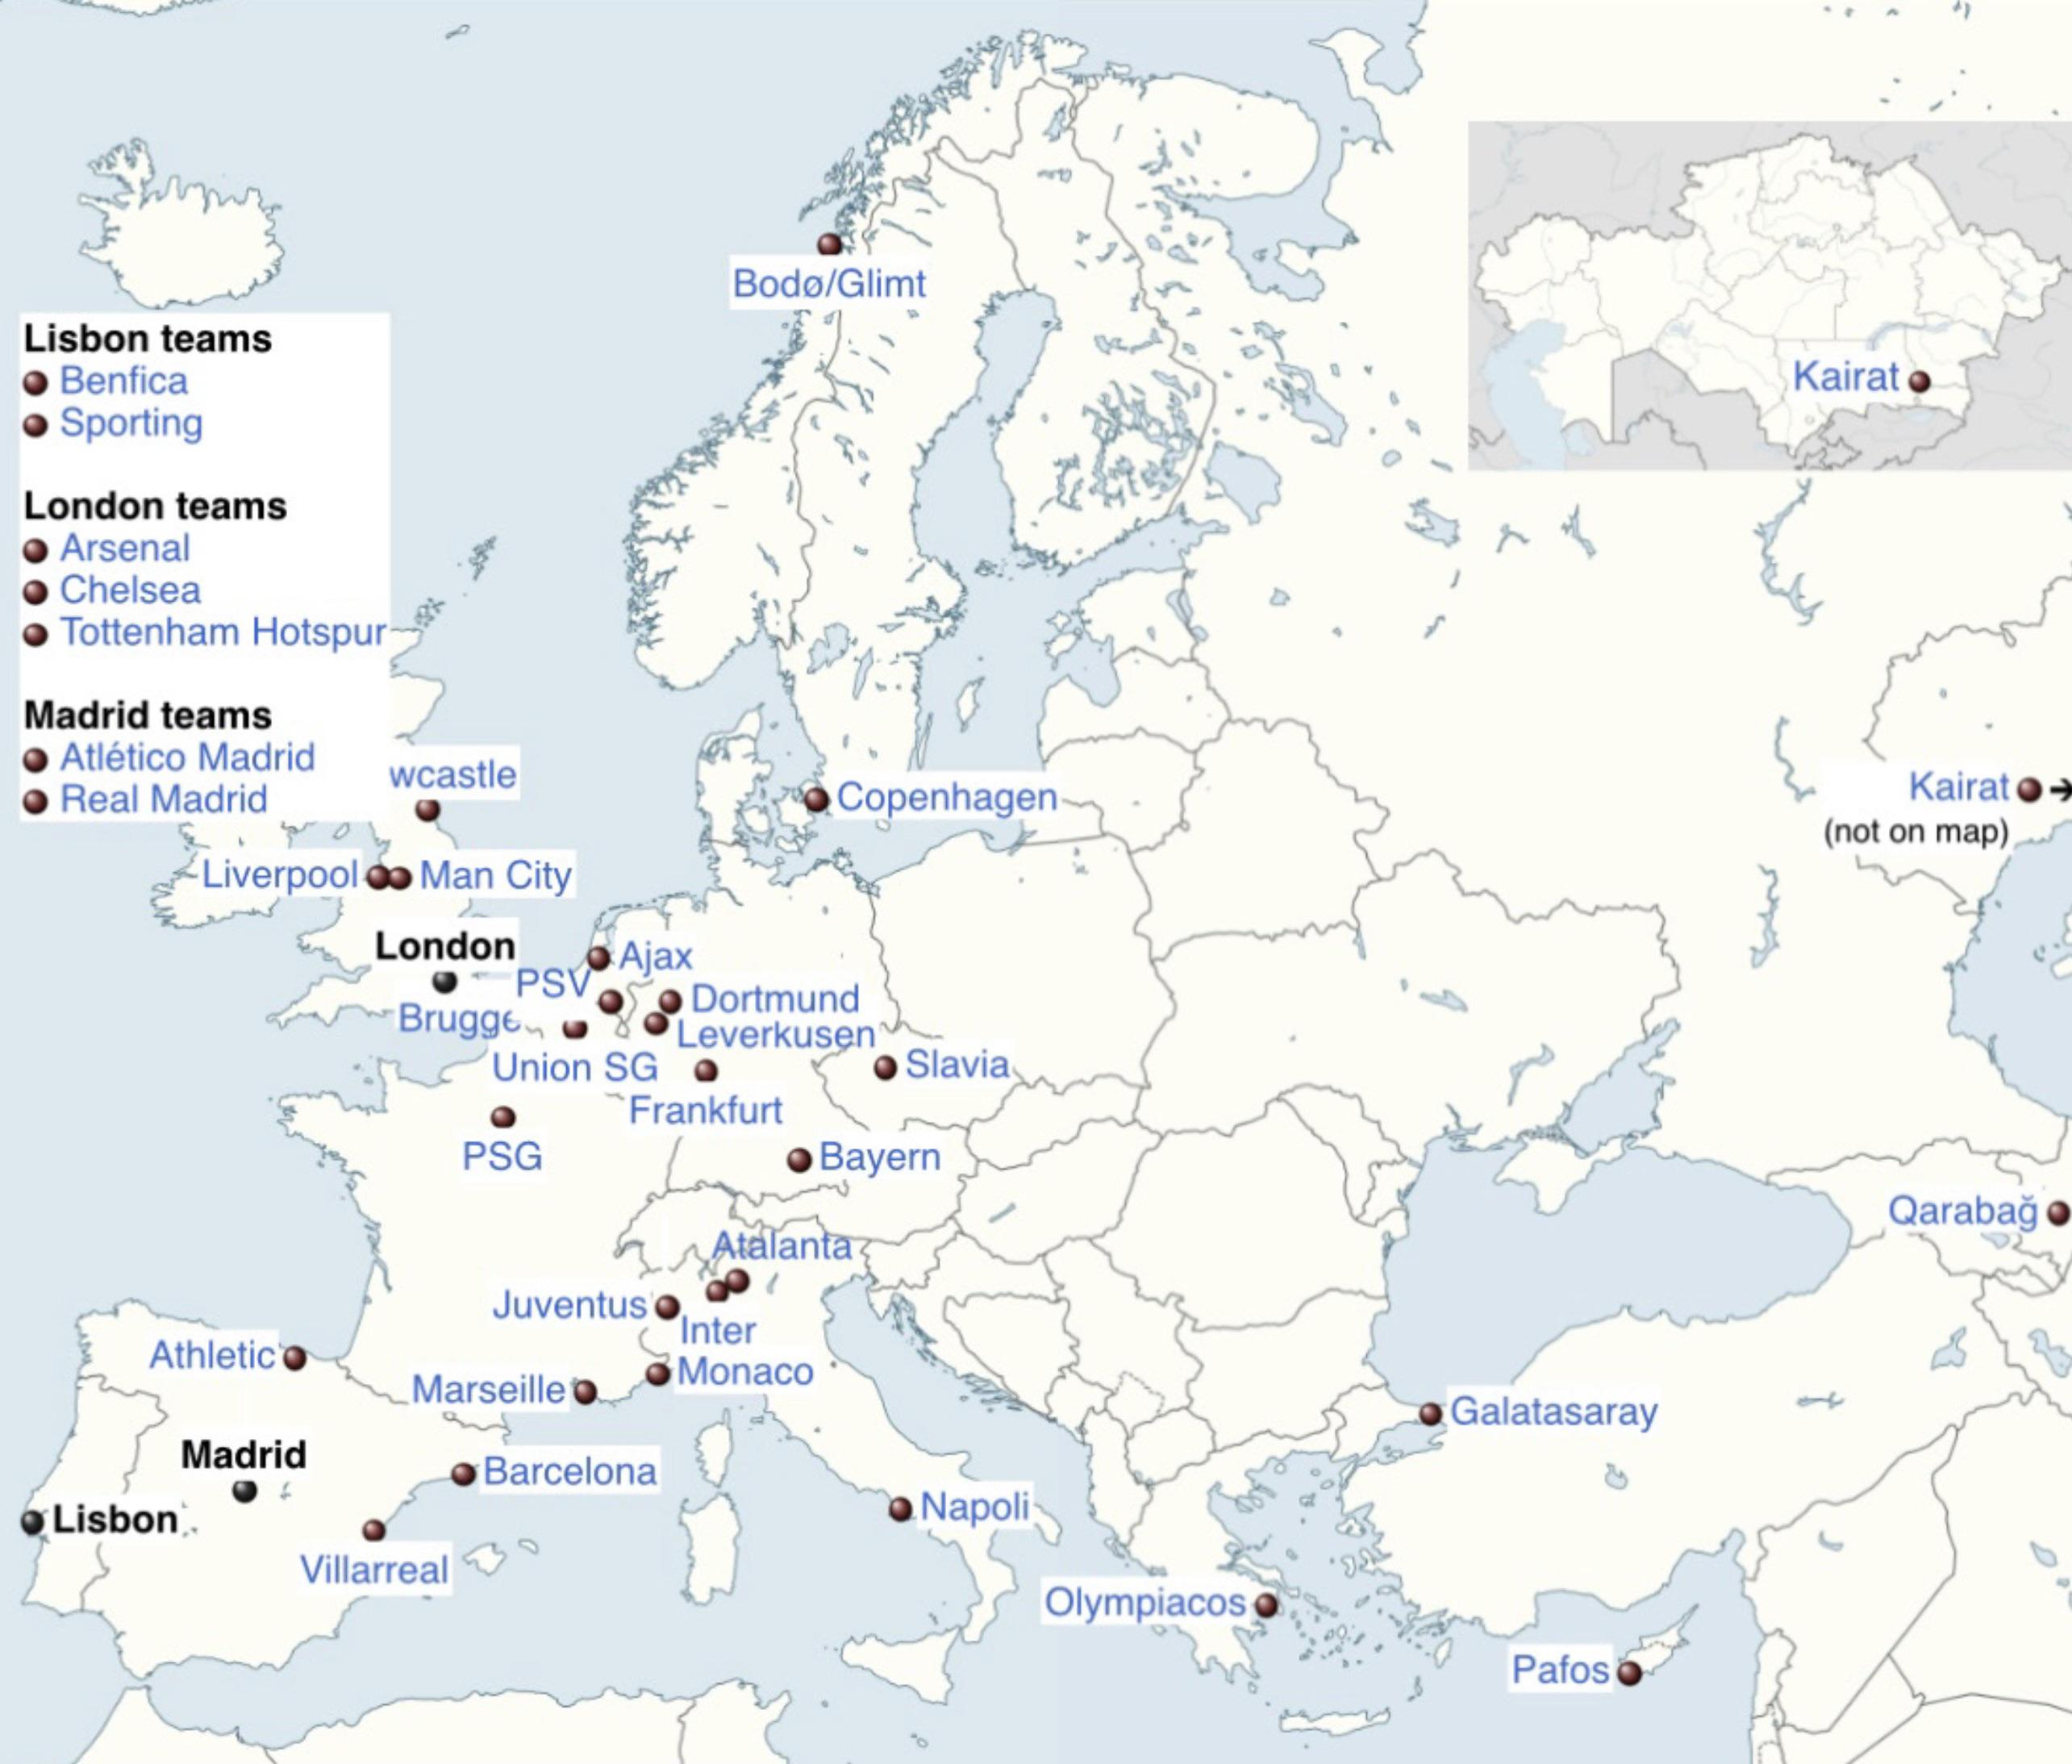 Bodø/Glimt
Lisbon teams
Benfica
Sporting
London teams
Arsenal
Chelsea
Tottenham Hotspur
Madrid teams
Atlético Madrid
Real Madrid
Kairat
wcastle
Copenhagen
Kairat
(not on map)
Liverpool
Man City
London
Ajax
PSV
Dortmund
Brugge
Leverkusen
Union SG
Slavia
Frankfurt
PSG
Bayern
Qarabağ
Atalanta
Juventus
Inter
Athletic
Monaco
Marseille
Galatasaray
Madrid
Barcelona
Lisbon
Napoli
Villarreal
Olympiacos
Pafos